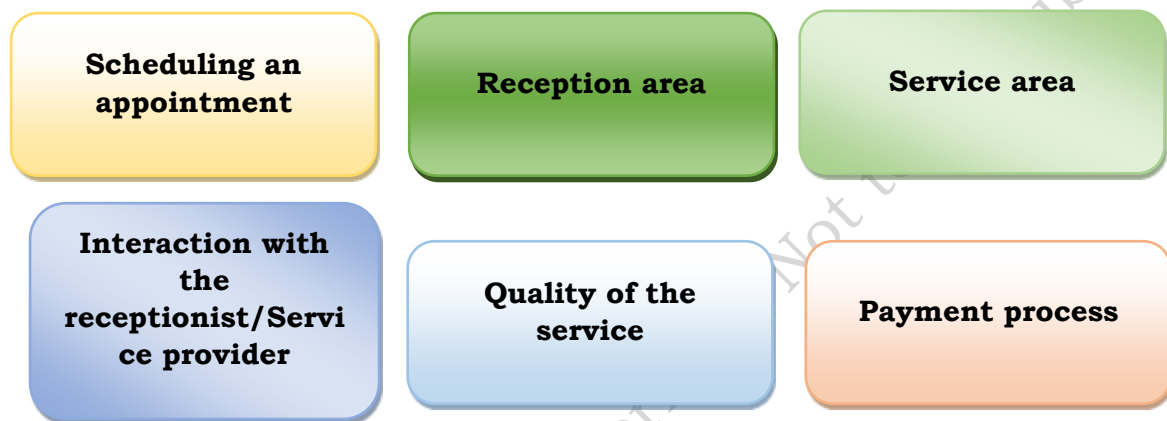 Scheduling an
appointment
Reception area
Service area
Interaction with
the
receptionist/Servi
ce provider
Quality of the
service
Payment process
Not t